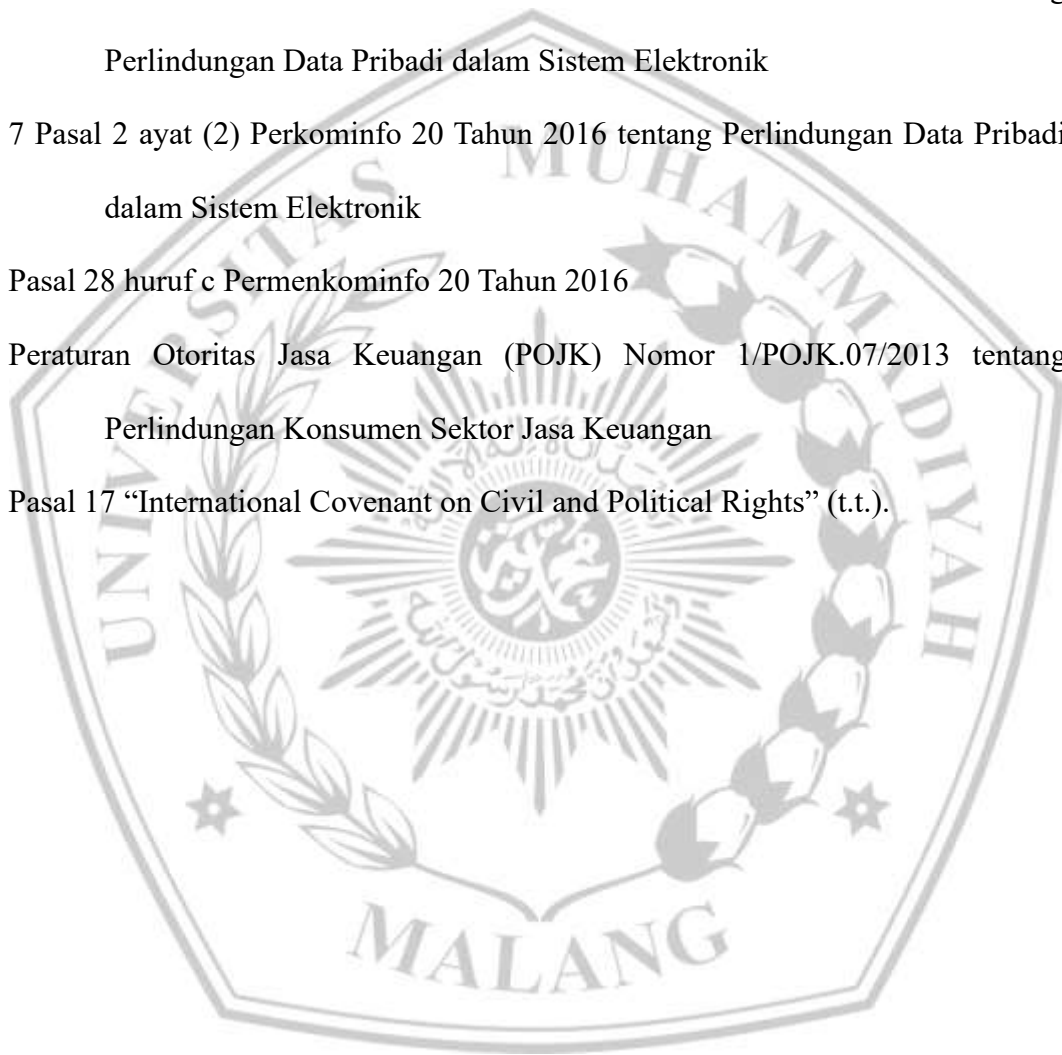 Perlindungan Data Pribadi dalam Sistem Elektronik
7 Pasal 2 ayat (2) Perkominfo 20 Tahun 2016 tentang Perlindungan Data Pribadi
dalam Sistem Elektronik
Pasal 28 huruf c Permenkominfo 20 Tahun 2016
Peraturan Otoritas Jasa Keuangan (POJK) Nomor 1/POJK.07/2013 tentang
Perlindungan Konsumen Sektor Jasa Keuangan
Pasal 17 “International Covenant on Civil and Political Rights” (t.t.).
UNIVERSITAS MUHAMMADIYAH
MALANG